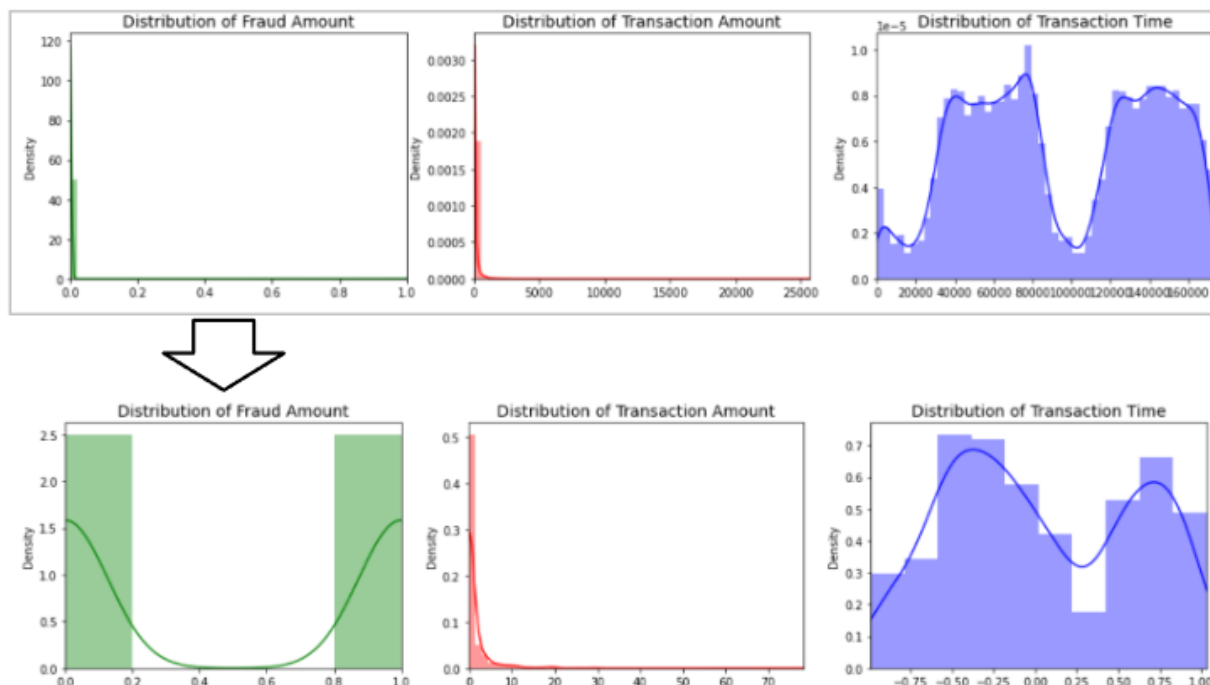 Distribution of Fraud Amount
Distribution of Transaction Amount
Distribution of Transaction Time
1e−5
Density
120
100
80
60
40
20
0
0.0 0.2 0.4 0.6 0.8 1.0
Density
0.0030
0.0025
0.0020
0.0015
0.0010
0.0005
0.0000
0 5000 10000 15000 20000 25000
Density
1.0
0.8
0.6
0.4
0.2
0.0
0 20000 40000 60000 80000 100000 120000 140000 160000
Distribution of Fraud Amount
Distribution of Transaction Amount
Distribution of Transaction Time
Density
2.5
2.0
1.5
1.0
0.5
0.0
0.0 0.2 0.4 0.6 0.8 1.0
Density
0.5
0.4
0.3
0.2
0.1
0.0
0 10 20 30 40 50 60 70
Density
0.7
0.6
0.5
0.4
0.3
0.2
0.1
0.0
−0.75 −0.50 −0.25 0.00 0.25 0.50 0.75 1.00